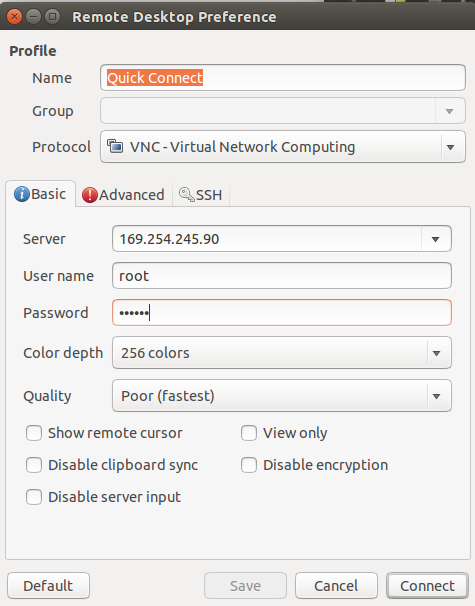 Remote Desktop Preference
Profile
Name Quick Connect
Group
Protocol VNC - Virtual Network Computing
Basic Advanced SSH
Server 169.254.245.90
User name root
Password ••••••
Color depth 256 colors
Quality Poor (fastest)
Show remote cursor View only
Disable clipboard sync Disable encryption
Disable server input
Default Save Cancel Connect